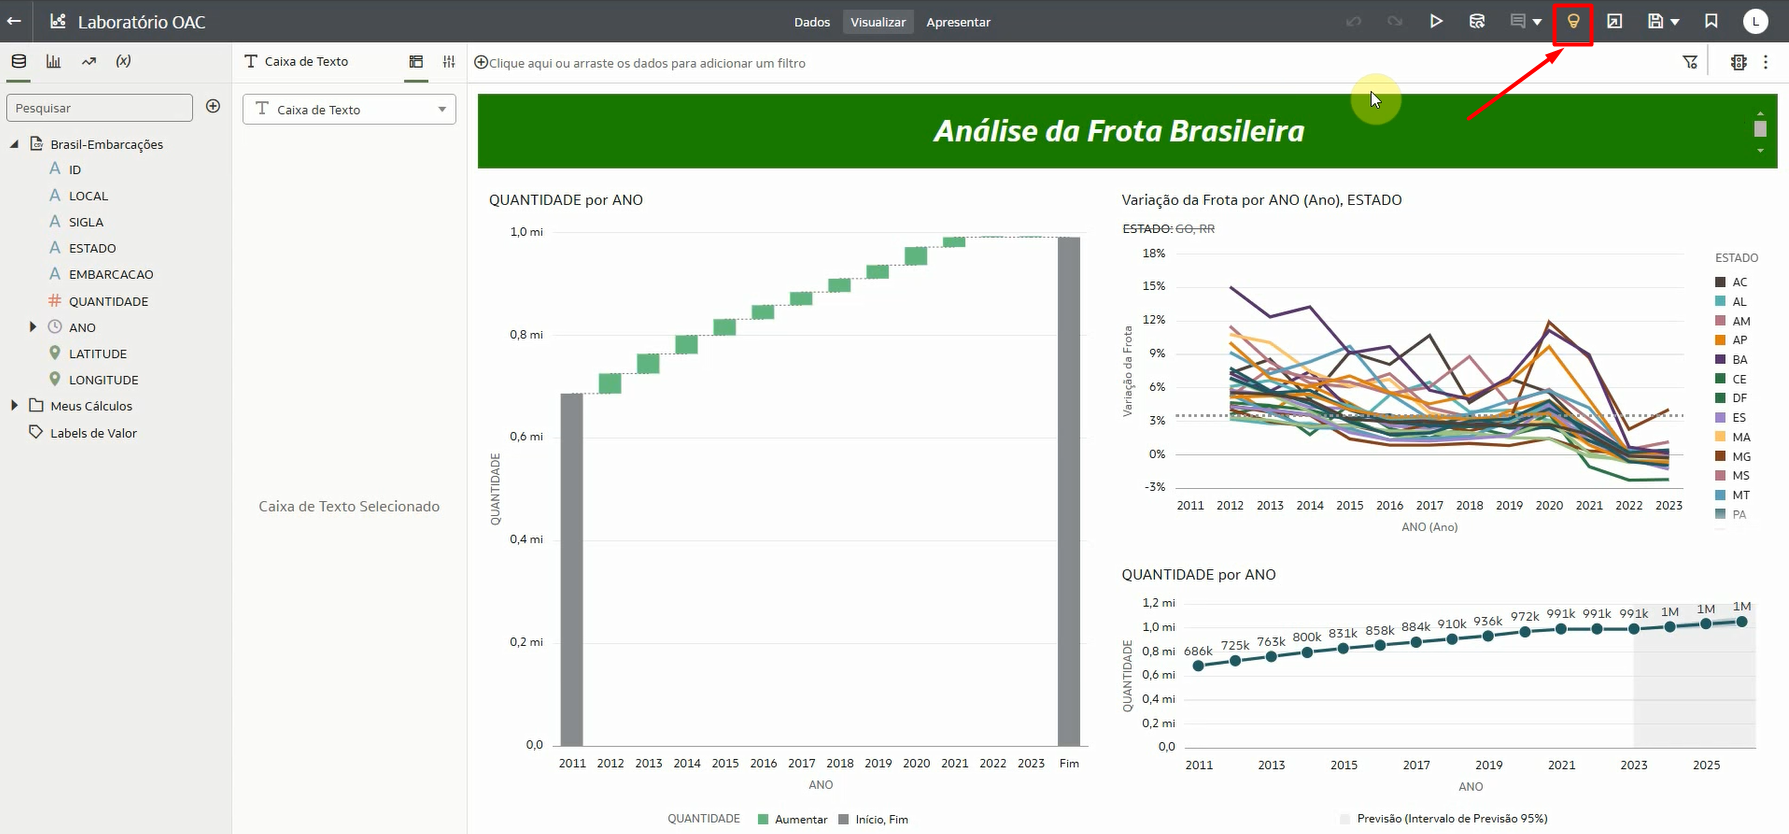 Laboratório OAC
Dados Visualizar Apresentar
L
Caixa de Texto
Clique aqui ou arraste os dados para adicionar um filtro
Pesquisar
Caixa de Texto
Brasil-Embarcações
ID
LOCAL
SIGLA
ESTADO
EMBARCACAO
QUANTIDADE
ANO
LATITUDE
LONGITUDE
Meus Cálculos
Labels de Valor
Caixa de Texto Selecionado
Análise da Frota Brasileira
QUANTIDADE por ANO
1,0 mi
0,8 mi
0,6 mi
0,4 mi
0,2 mi
0,0
QUANTIDADE
2011 2012 2013 2014 2015 2016 2017 2018 2019 2020 2021 2022 2023 Fim
ANO
QUANTIDADE Aumentar Início, Fim
Variação da Frota por ANO (Ano), ESTADO
ESTADO: GO, RR
18%
15%
12%
9%
6%
3%
0%
-3%
Variação da Frota
2011 2012 2013 2014 2015 2016 2017 2018 2019 2020 2021 2022 2023
ANO (Ano)
ESTADO
AC
AL
AM
AP
BA
CE
DF
ES
MA
MG
MS
MT
PA
QUANTIDADE por ANO
1,2 mi
1,0 mi
0,8 mi
0,6 mi
0,4 mi
0,2 mi
0,0
QUANTIDADE
686k 725k 763k 800k 831k 858k 884k 910k 936k 972k 991k 991k 991k 1M 1M 1M
2011 2013 2015 2017 2019 2021 2023 2025
ANO
Previsão (Intervalo de Previsão 95%)